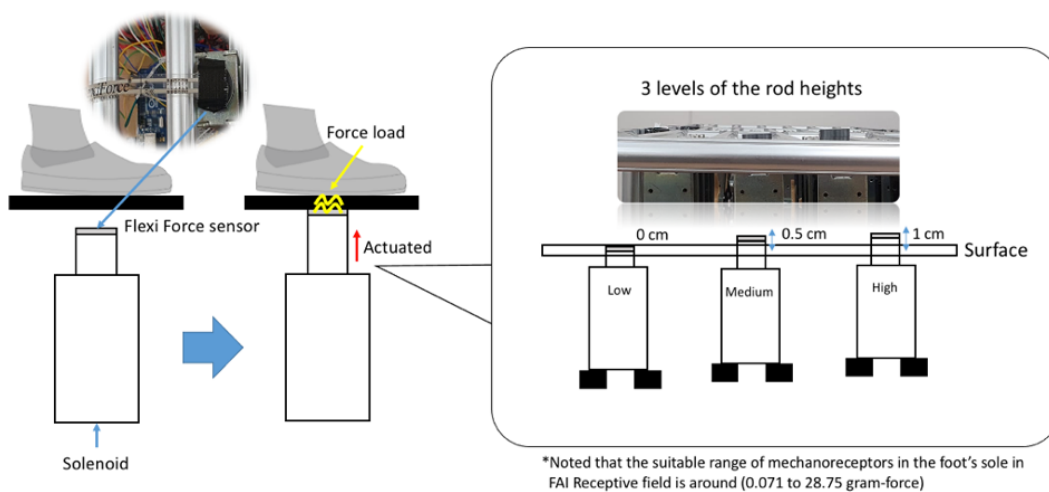 Force
3 levels of the rod heights
Force load
Flexi Force sensor
Actuated
0 cm
0.5 cm
1 cm
Surface
Low
Medium
High
Solenoid
*Noted that the suitable range of mechanoreceptors in the foot's sole in
FAI Receptive field is around (0.071 to 28.75 gram-force)